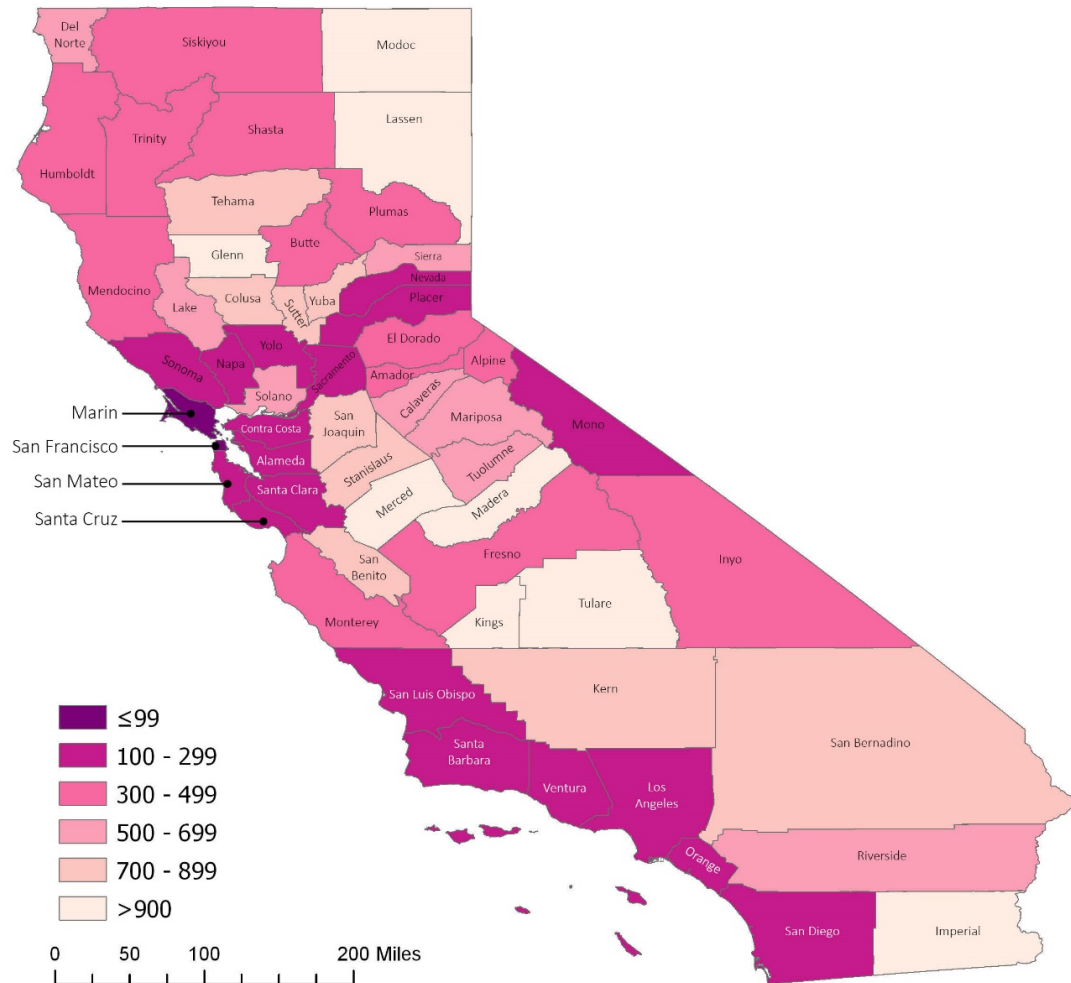 Del
Norte
Siskiyou
Modoc
Lassen
Shasta
Trinity
Humboldt
Tehama
Plumas
Butte
Glenn
Sierra
Nevada
Mendocino
Colusa
Sutter
Yuba
Placer
Lake
El Dorado
Yolo
Sonoma
Napa
Sacramento
Alpine
Amador
Solano
Calaveras
Marin
San
Joaquin
Mariposa
Mono
Contra Costa
San Francisco
Alameda
Stanislaus
Tuolumne
San Mateo
Santa Clara
Merced
Madera
Santa Cruz
Fresno
Inyo
San
Benito
Tulare
Monterey
Kings
San Luis Obispo
Kern
San Bernadino
Santa
Barbara
Ventura
Los
Angeles
Orange
Riverside
San Diego
Imperial
≤99
100 - 299
300 - 499
500 - 699
700 - 899
>900
0 50 100 200 Miles